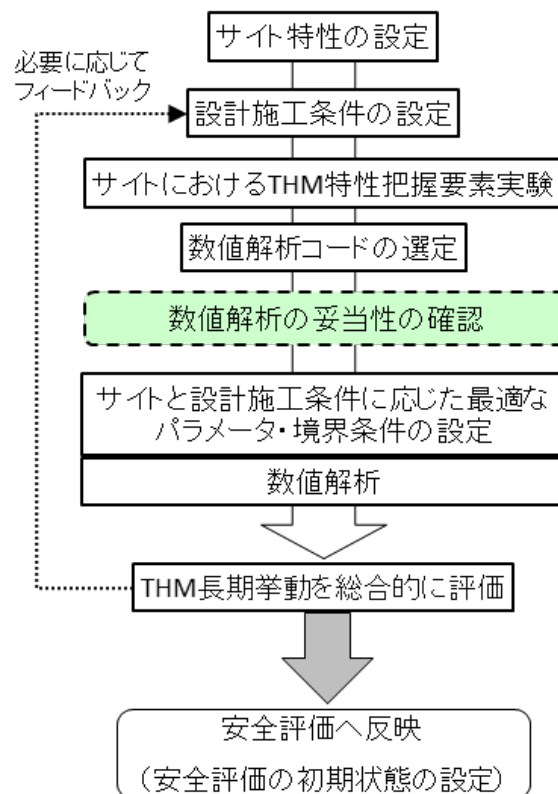 サイト特性の設定
必要に応じて
フィードバック
設計施工条件の設定
サイトにおけるTHM特性把握要素実験
数値解析コードの選定
数値解析の妥当性の確認
サイトと設計施工条件に応じた最適な
パラメータ・境界条件の設定
数値解析
THM長期挙動を総合的に評価
安全評価へ反映
(安全評価の初期状態の設定)